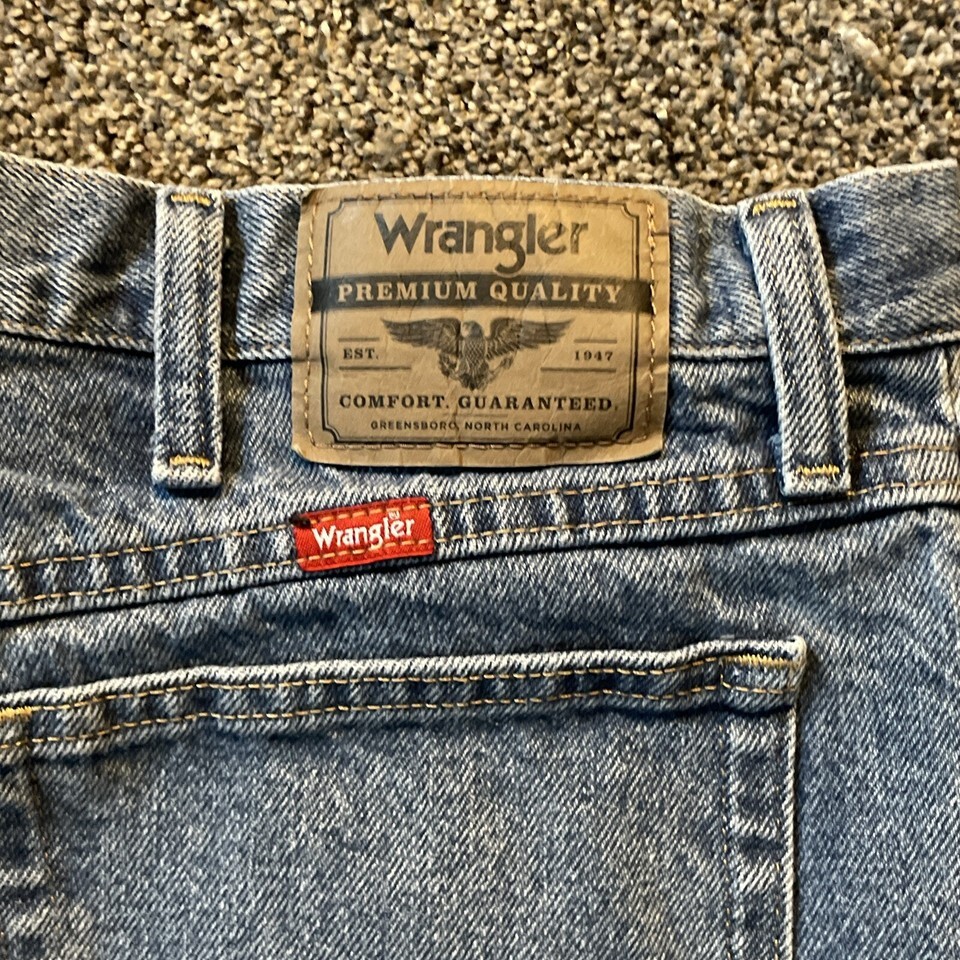 Wrangler
PREMIUM QUALITY
EST. 1947
COMFORT. GUARANTEED.
GREENSBORO, NORTH CAROLINA
Wrangler